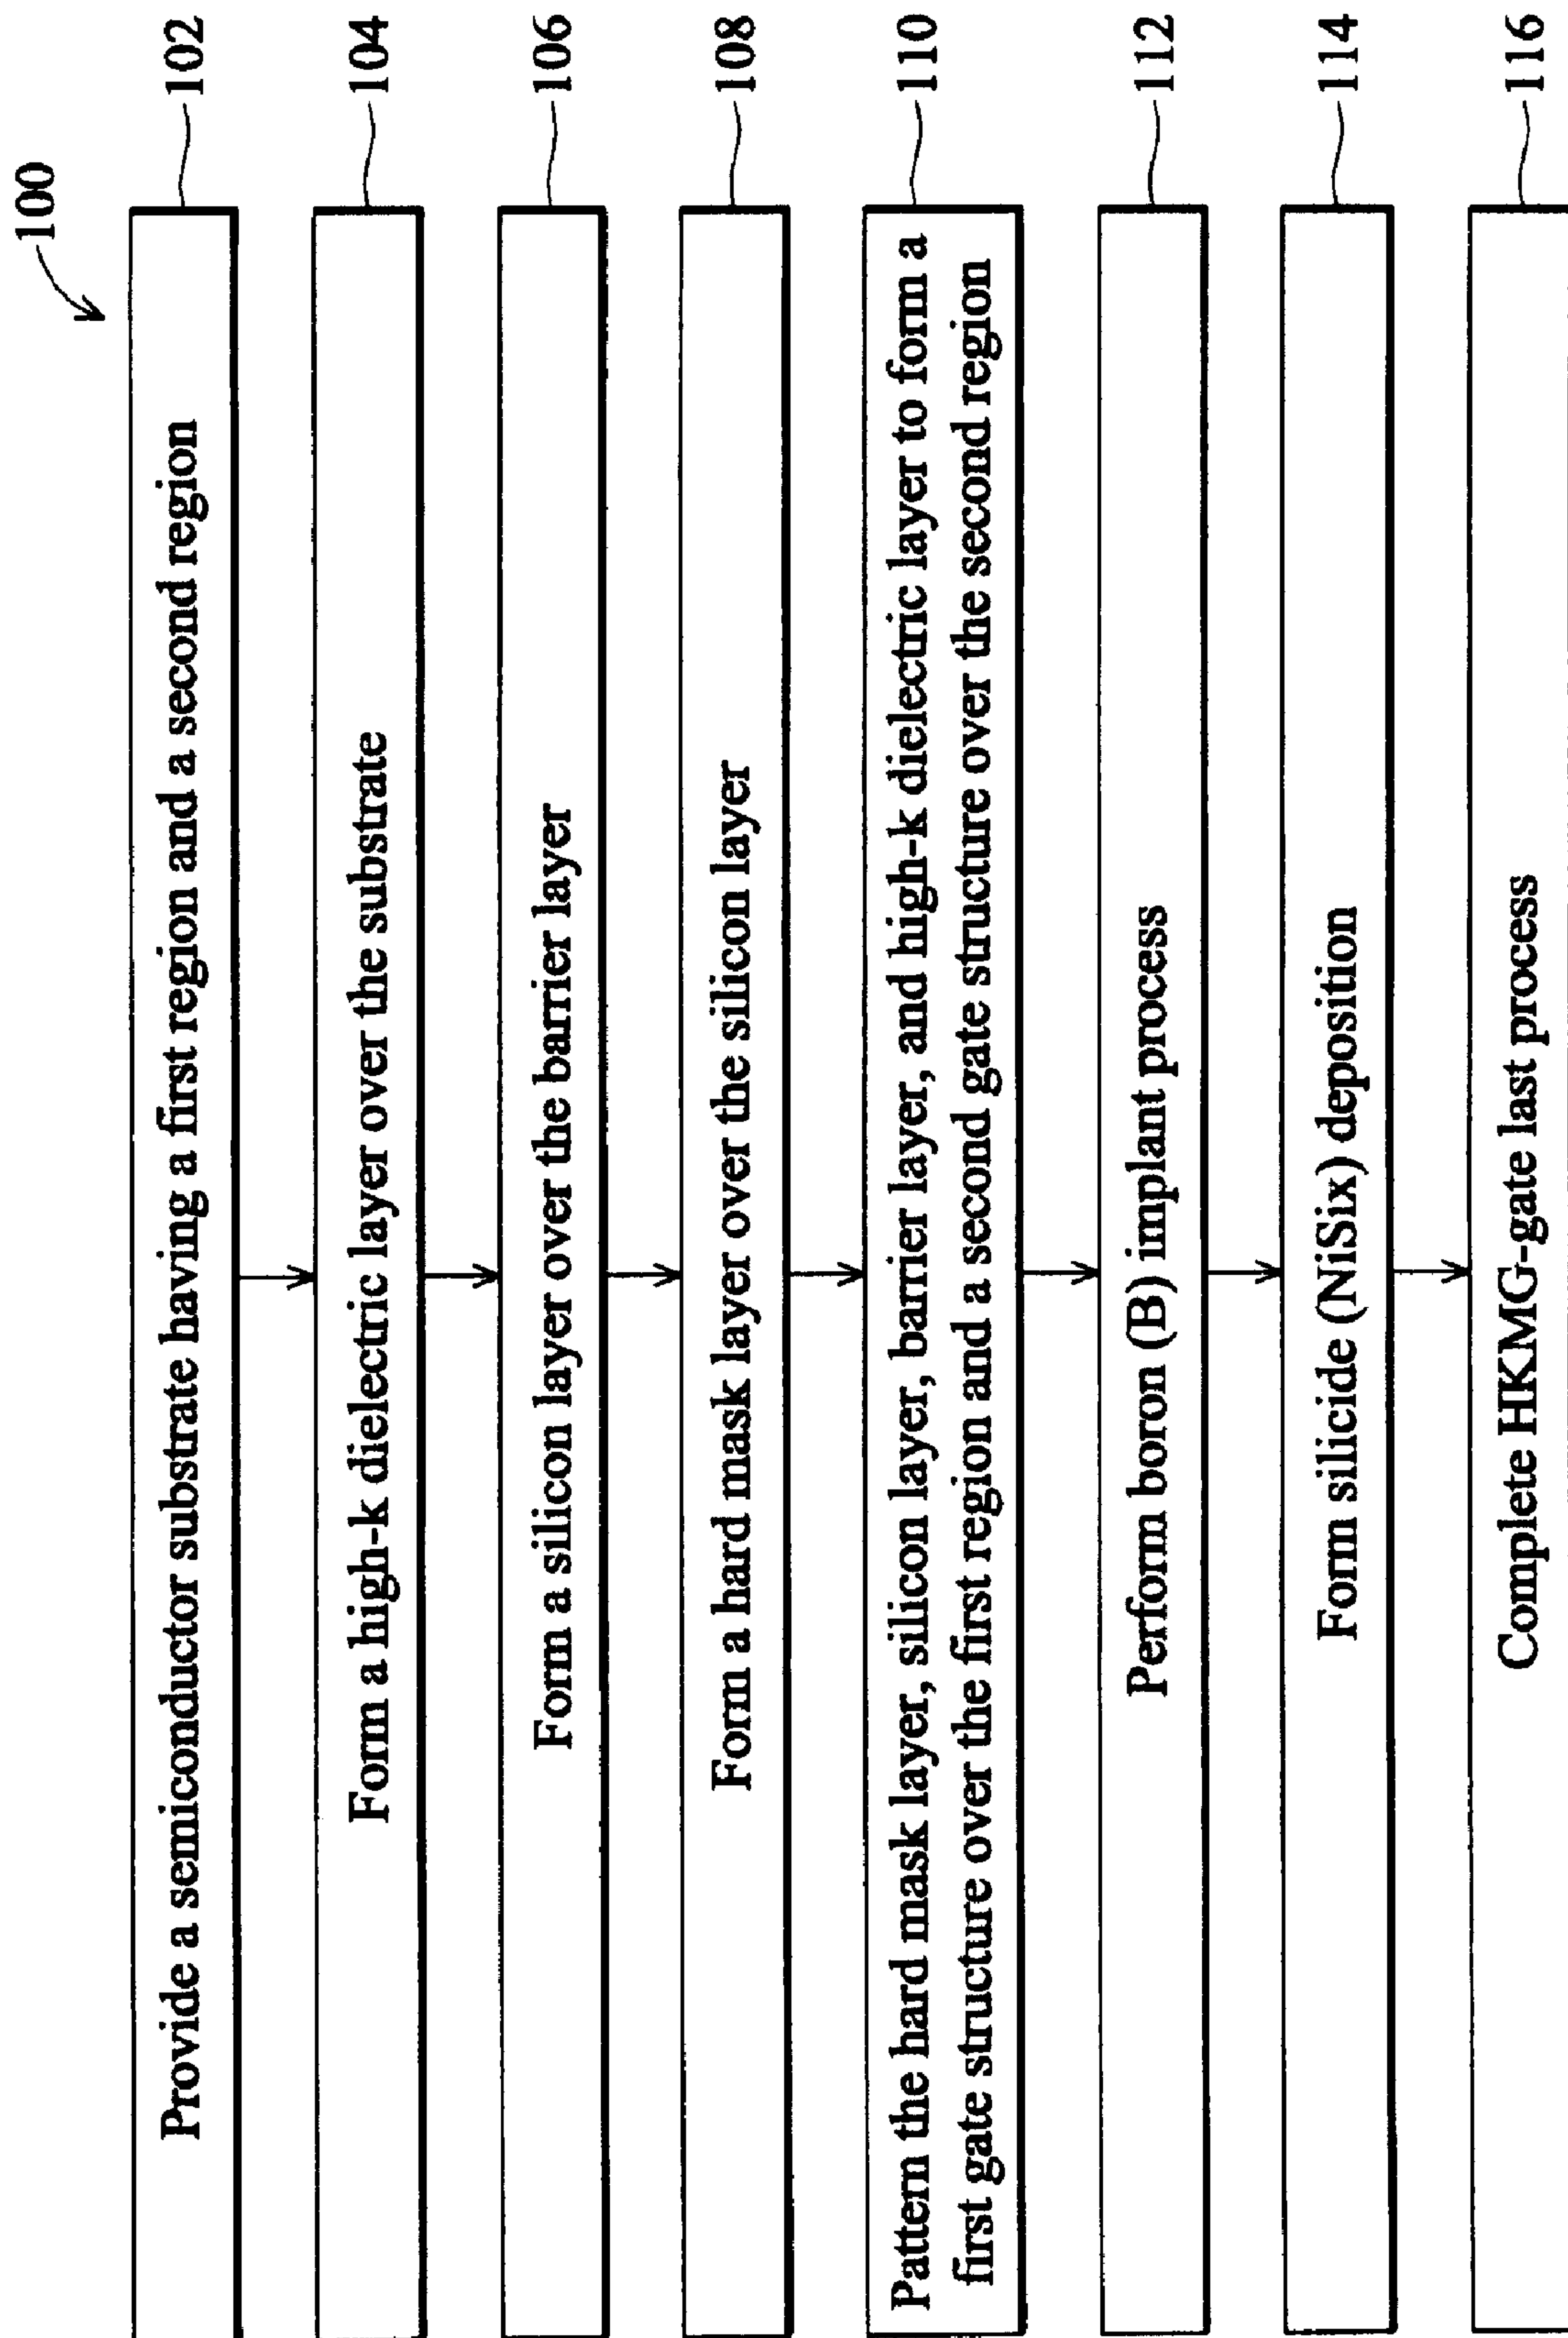 100
Provide a semiconductor substrate having a first region and a second region
102
Form a high-k dielectric layer over the substrate
104
Form a silicon layer over the barrier layer
106
Form a hard mask layer over the silicon layer
108
Pattern the hard mask layer, silicon layer, barrier layer, and high-k dielectric layer to form a
first gate structure over the first region and a second gate structure over the second region
110
Perform boron (B) implant process
112
Form silicide (NiSix) deposition
114
Complete HKMG-gate last process
116